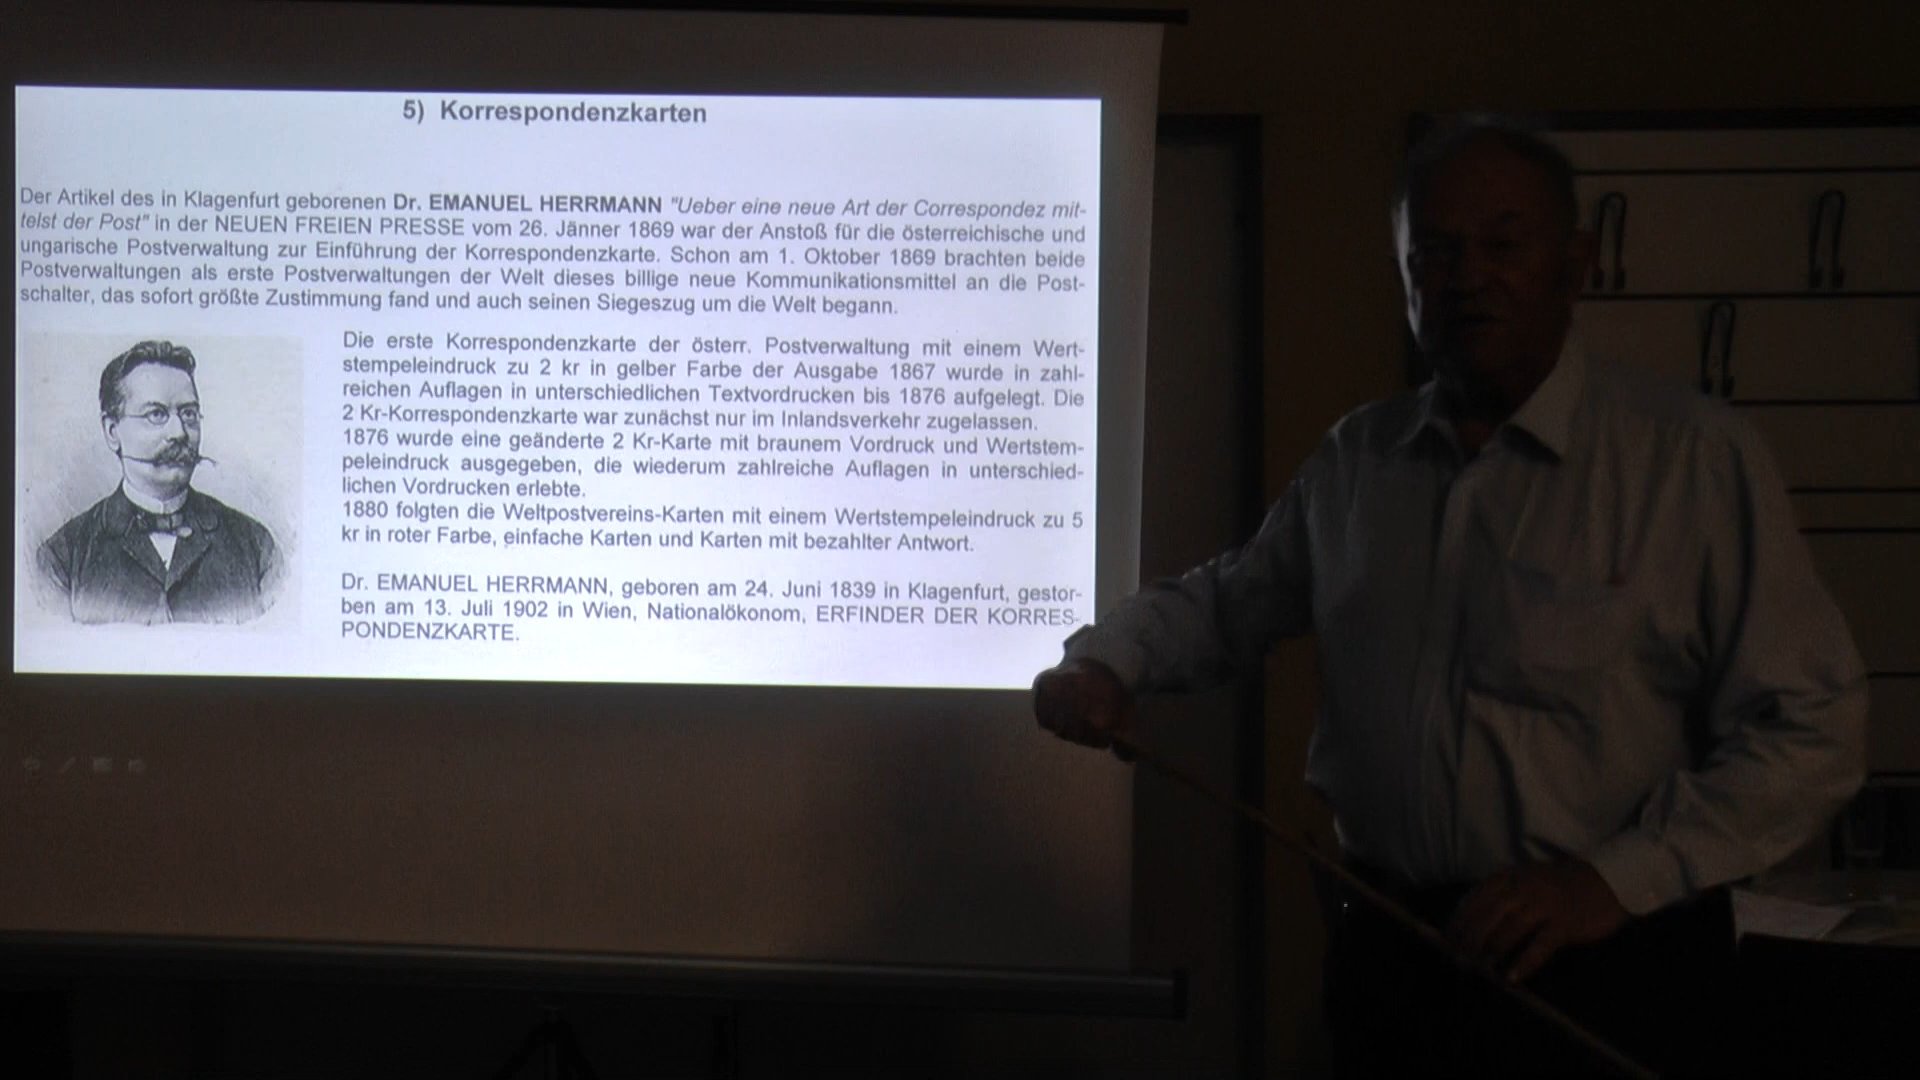 5) Korrespondenzkarten
Der Artikel des in Klagenfurt geborenen Dr. EMANUEL HERRMANN "Ueber eine neue Art der Correspondez mit-
telst der Post" in der NEUEN FREIEN PRESSE vom 26. Jänner 1869 war der Anstoß für die österreichische und
ungarische Postverwaltung zur Einführung der Korrespondenzkarte. Schon am 1. Oktober 1869 brachten beide
Postverwaltungen als erste Postverwaltungen der Welt dieses billige neue Kommunikationsmittel an die Post-
schalter, das sofort größte Zustimmung fand und auch seinen Siegeszug um die Welt begann.
Die erste Korrespondenzkarte der österr. Postverwaltung mit einem Wert-
stempeleindruck zu 2 kr in gelber Farbe der Ausgabe 1867 wurde in zahl-
reichen Auflagen in unterschiedlichen Textvordrucken bis 1876 aufgelegt. Die
2 Kr-Korrespondenzkarte war zunächst nur im Inlandsverkehr zugelassen.
1876 wurde eine geänderte 2 Kr-Karte mit braunem Vordruck und Wertstem-
peleindruck ausgegeben, die wiederum zahlreiche Auflagen in unterschied-
lichen Vordrucken erlebte.
1880 folgten die Weltpostvereins-Karten mit einem Wertstempeleindruck zu 5
kr in roter Farbe, einfache Karten und Karten mit bezahlter Antwort.
Dr. EMANUEL HERRMANN, geboren am 24. Juni 1839 in Klagenfurt, gestor-
ben am 13. Juli 1902 in Wien, Nationalökonom, ERFINDER DER KORRES-
PONDENZKARTE.